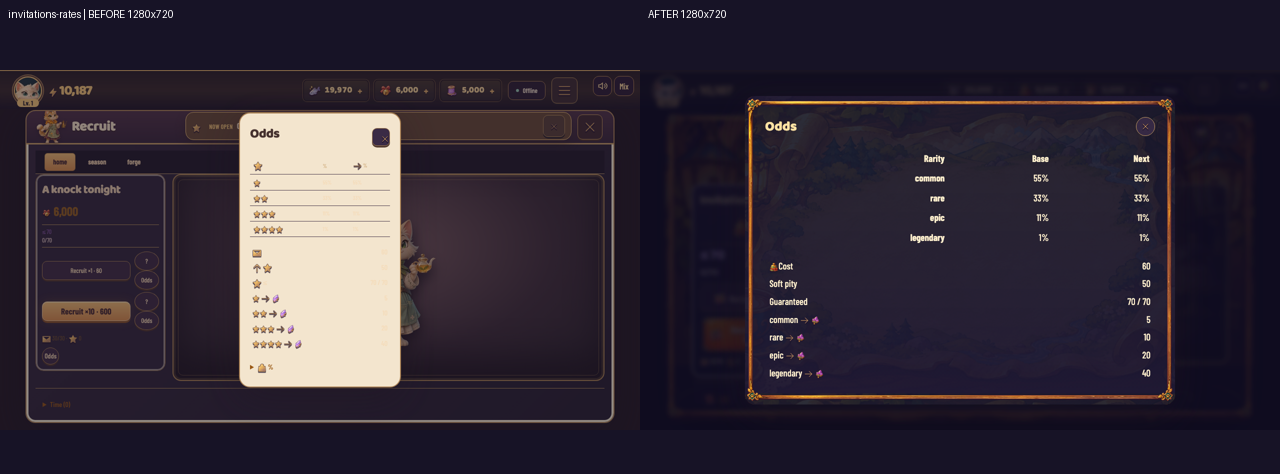 invitations-rates | BEFORE 1280x720
AFTER 1280x720
Lv. 1
10,187
19,970 +
6,000 +
5,000 +
Offline
Mix
Recruit
NOW OPEN
home
season
forge
A knock tonight
6,000
0/70
Recruit ×1 · 60
?
Odds
?
Odds
Recruit ×10 · 600
Odds
Time Off
Odds
%
Odds
Rarity Base Next
common 55% 55%
rare 33% 33%
epic 11% 11%
legendary 1% 1%
Cost 60
Soft pity 50
Guaranteed 70 / 70
common → 5
rare → 10
epic → 20
legendary → 40